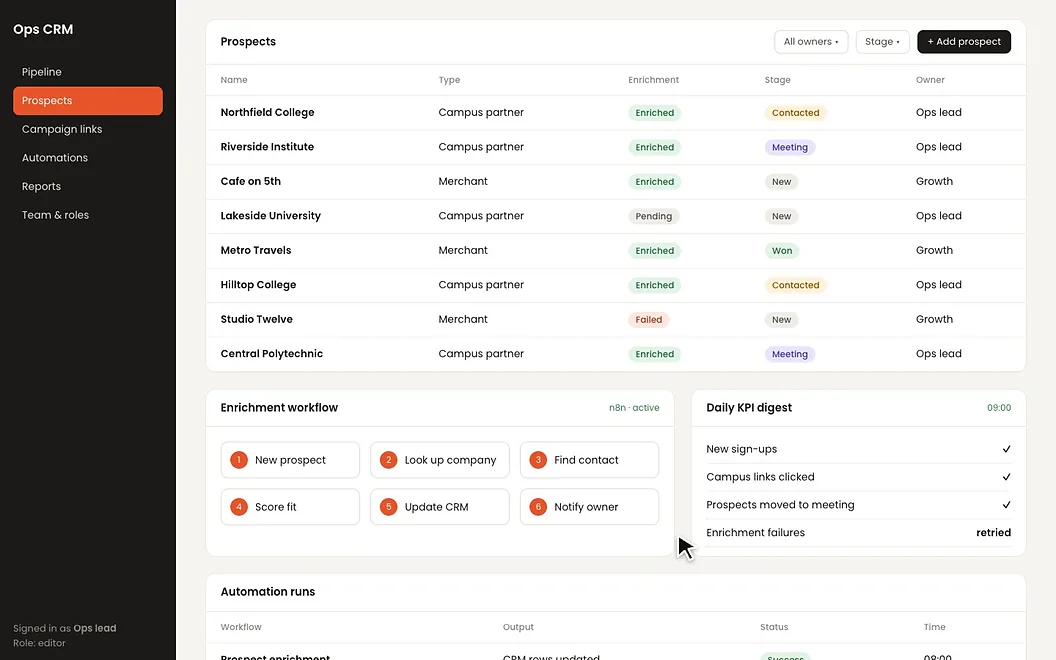 Ops CRM
Pipeline
Prospects
Campaign links
Automations
Reports
Team & roles
Signed in as Ops lead
Role: editor
Prospects
All owners
Stage
+ Add prospect
Name Type Enrichment Stage Owner
Northfield College Campus partner Enriched Contacted Ops lead
Riverside Institute Campus partner Enriched Meeting Ops lead
Cafe on 5th Merchant Enriched New Growth
Lakeside University Campus partner Pending New Ops lead
Metro Travels Merchant Enriched Won Growth
Hilltop College Campus partner Enriched Contacted Ops lead
Studio Twelve Merchant Failed New Growth
Central Polytechnic Campus partner Enriched Meeting Ops lead
Enrichment workflow n8n · active
1 New prospect 2 Look up company 3 Find contact
4 Score fit 5 Update CRM 6 Notify owner
Daily KPI digest 09:00
New sign-ups ✓
Campus links clicked ✓
Prospects moved to meeting ✓
Enrichment failures retried
Automation runs
Workflow Output Status Time
Prospect enrichment CRM rows updated Success 08:00